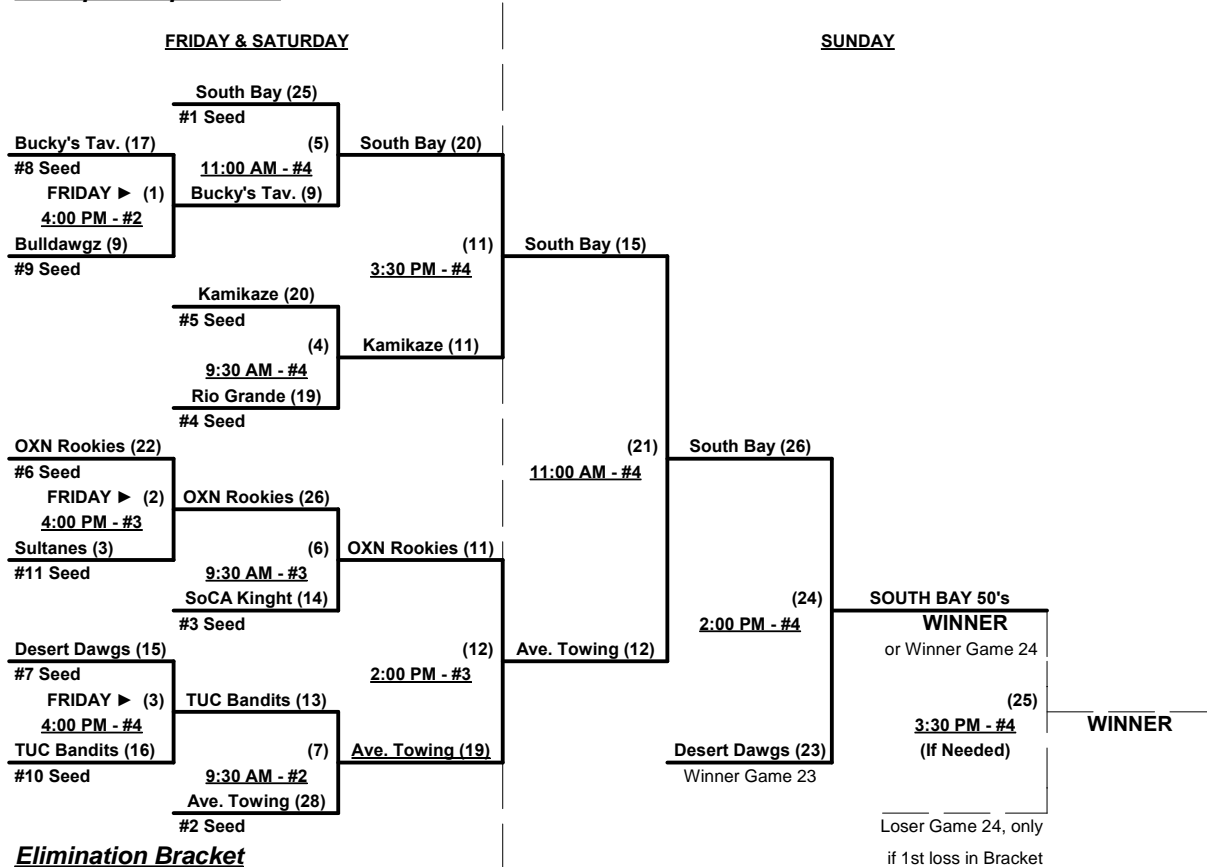 FRIDAY & SATURDAY
SUNDAY
South Bay (25)
#1 Seed
Bucky's Tav. (17)
(5)
South Bay (20)
#8 Seed
11:00 AM - #4
FRIDAY ► (1)
Bucky's Tav. (9)
4:00 PM - #2
Bulldawgz (9)
(11)
South Bay (15)
#9 Seed
3:30 PM - #4
Kamikaze (20)
#5 Seed
(4)
Kamikaze (11)
9:30 AM - #4
Rio Grande (19)
#4 Seed
OXN Rookies (22)
(21)
South Bay (26)
#6 Seed
11:00 AM - #4
FRIDAY ► (2)
OXN Rookies (26)
4:00 PM - #3
Sultanes (3)
(6)
OXN Rookies (11)
#11 Seed
9:30 AM - #3
SoCA Kinght (14)
(24)
SOUTH BAY 50's
#3 Seed
2:00 PM - #4
WINNER
Desert Dawgs (15)
(12)
Ave. Towing (12)
or Winner Game 24
#7 Seed
2:00 PM - #3
FRIDAY ► (3)
TUC Bandits (13)
(25)
4:00 PM - #4
3:30 PM - #4
WINNER
TUC Bandits (16)
(7)
Ave. Towing (19)
Desert Dawgs (23)
(If Needed)
#10 Seed
9:30 AM - #2
Winner Game 23
Ave. Towing (28)
#2 Seed
Loser Game 24, only
Elimination Bracket
if 1st loss in Bracket